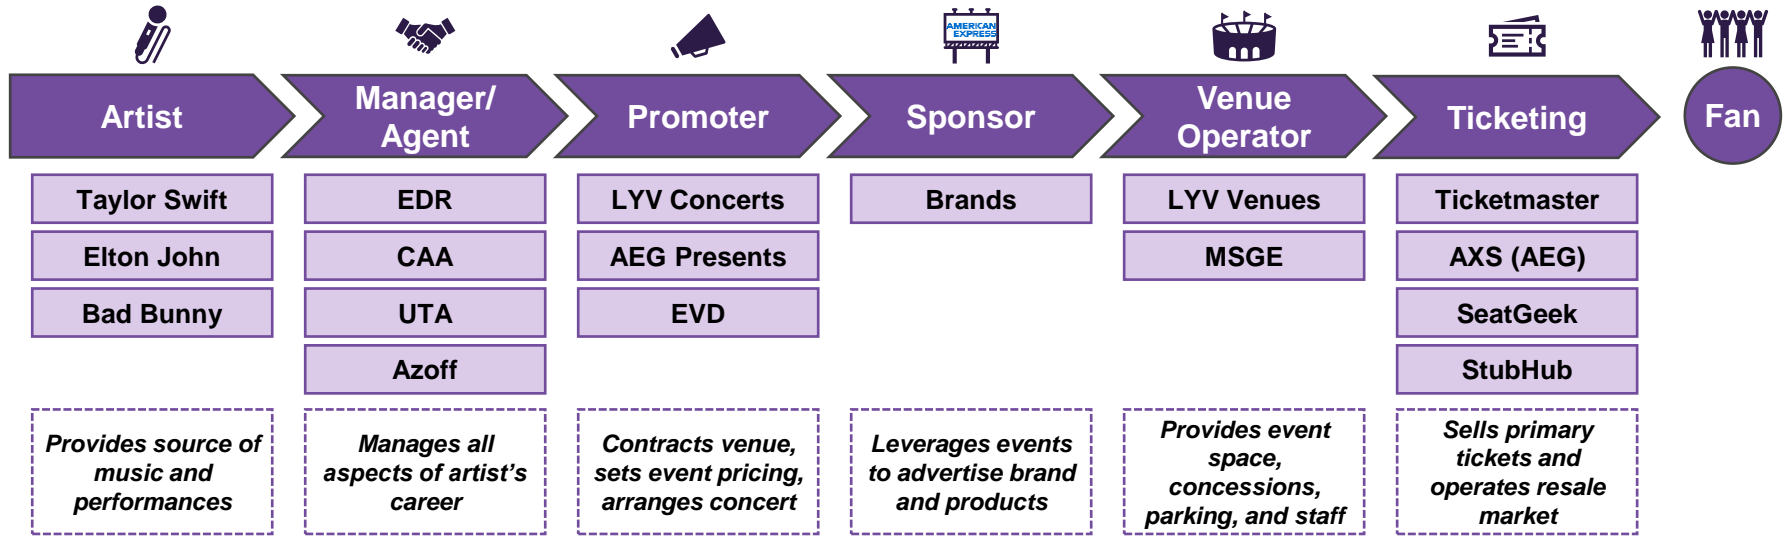 AMERICAN
EXPRESS
Artist
Manager/
Agent
Promoter
Sponsor
Venue
Operator
Ticketing
Fan
Taylor Swift
Elton John
Bad Bunny
EDR
CAA
UTA
Azoff
LYV Concerts
AEG Presents
EVD
Brands
LYV Venues
MSGE
Ticketmaster
AXS (AEG)
SeatGeek
StubHub
Provides source of
music and
performances
Manages all
aspects of artist’s
career
Contracts venue,
sets event pricing,
arranges concert
Leverages events
to advertise brand
and products
Provides event
space,
concessions,
parking, and staff
Sells primary
tickets and
operates resale
market